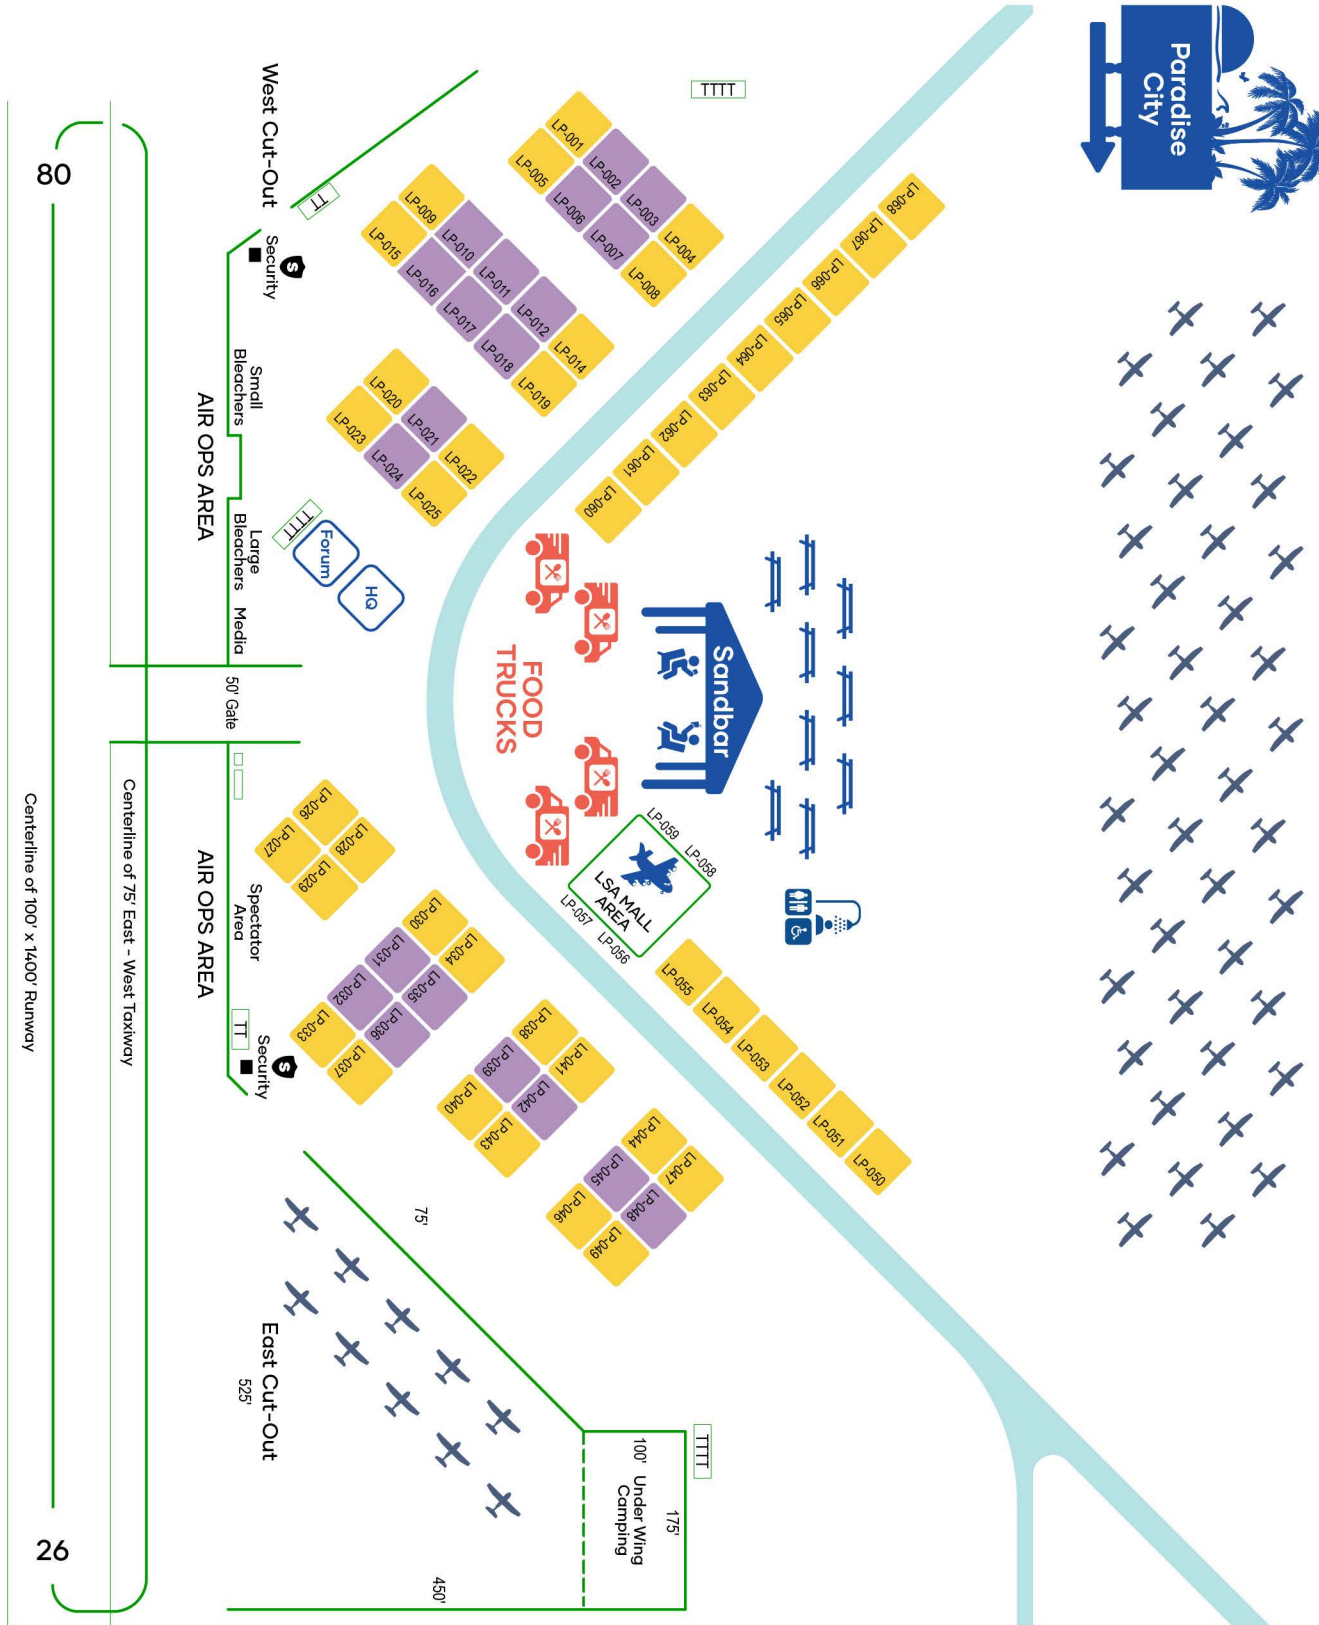 Paradise
City
West Cut-Out
TTTT
TT
80
Security
S
Small
Bleachers
AIR OPS AREA
Large
Bleachers
Media
TTTT
Forum
HQ
50' Gate
LP-001
LP-002
LP-003
LP-004
LP-005
LP-006
LP-007
LP-008
LP-009
LP-010
LP-011
LP-012
LP-014
LP-015
LP-016
LP-017
LP-018
LP-019
LP-020
LP-021
LP-022
LP-023
LP-024
LP-025
LP-068
LP-067
LP-066
LP-065
LP-064
LP-063
LP-062
LP-061
LP-060
FOOD
TRUCKS
Sandbar
LP-059
LP-058
LSA MALL
AREA
LP-057
LP-056
LP-055
LP-054
LP-053
LP-052
LP-051
LP-050
LP-026
LP-027
LP-028
LP-029
LP-030
LP-031
LP-032
LP-033
LP-034
LP-035
LP-036
LP-037
LP-038
LP-039
LP-040
LP-041
LP-042
LP-043
LP-044
LP-045
LP-046
LP-047
LP-048
LP-049
Spectator
Area
AIR OPS AREA
TT
Security
S
Centerline of 75' East - West Taxiway
Centerline of 100' x 1400' Runway
75'
East Cut-Out
525'
TTTT
175'
100'
Under Wing
Camping
450'
26